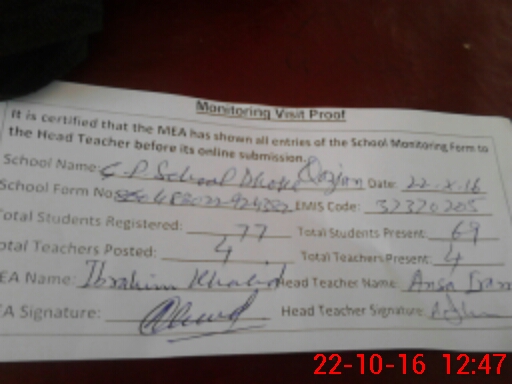 Monitoring Visit Proof
It is certified that the MEA has shown all entries of the School Monitoring Form to
the Head Teacher before its online submission.
School Name: School Date: 22-X-16
School Form No EMIS Code: 37320205
Total Students Registered: 77 Total Students Present: 69
Total Teachers Posted: 4 Total Teachers Present: 4
EA Name: Ibrahim Khalid Head Teacher Name: Ansa
EA Signature: Head Teacher Signature:
22-10-16 12:47